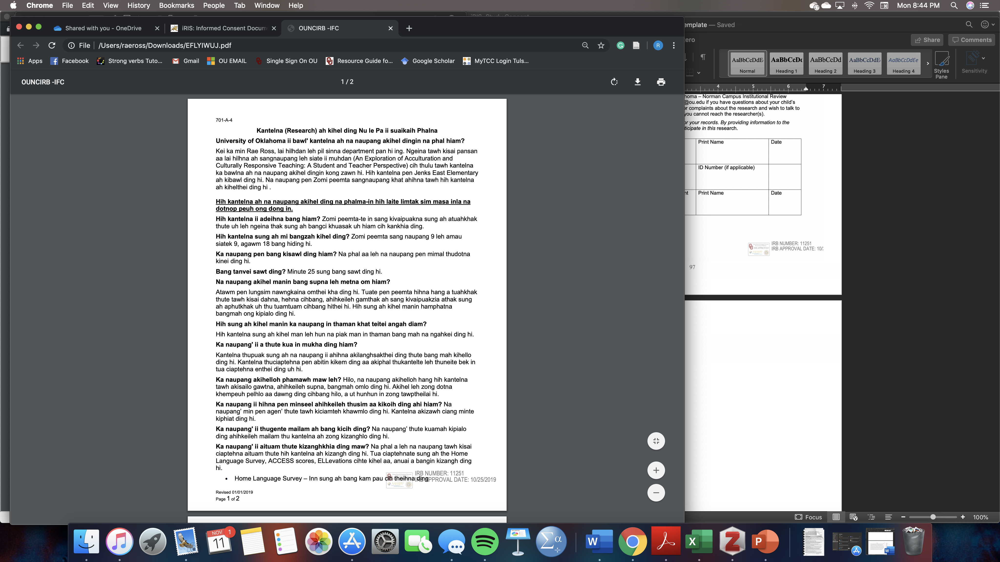 Chrome File Edit View History Bookmarks People Tab Window Help
Mon 8:44 PM
Shared with you - OneDrive
iRIS: Informed Consent Docum
OUNCIRB -IFC
File /Users/raeross/Downloads/EFLYIWUJ.pdf
R
Apps Facebook Strong verbs Tuto... Gmail OU EMAIL Single Sign On OU Resource Guide fo... Google Scholar MyTCC Login Tuls...
OUNCIRB -IFC
1 / 2
701-A-4
Kantelna (Research) ah kihel ding Nu le Pa ii suaikaih Phalna
University of Oklahoma ii bawl' kantelna ah na naupang akihel dingin na phal hiam?
Kei ka min Rae Ross, lai hilhdan leh pil sinna department pan hi ing. Ngeina tawh kisai pansan
aa lai hilhna ah sangnaupang leh siate ii muhdan (An Exploration of Acculturation and
Culturally Responsive Teaching: A Student and Teacher Perspective) cih thulu tawh kantelna
ka bawlna ah na naupang akihel dingin kong zawn hi. Hih kantelna pen Jenks East Elementary
ah kibawl ding hi. Na naupang pen Zomi peemta sangnaupang khat ahihna tawh hih kantelna
ah kihelthei ding hi .
Hih kantelna ah na naupang akihel ding na phalma-in hih laite limtak sim masa inla na
dotnop peuh ong dong in.
Hih kantelna ii adeihna bang hiam? Zomi peemta-te in sang kivaipuakna sung ah atuahkhak
thute uh leh ngeina thak sung ah bangci khuasak uh hiam cih kankhia ding.
Hih kantelna sung ah mi bangzah kihel ding? Zomi peemta sang naupang 9 leh amau
siatek 9, agawm 18 bang hiding hi.
Ka naupang pen bang kisawl ding hiam? Na phal aa leh na naupang pen mimal thudotna
kinei ding hi.
Bang tanvei sawt ding? Minute 25 sung bang sawt ding hi.
Na naupang akihel manin bang supna leh metna om hiam?
Atawm pen lungsim nawngkaina omthei kha ding hi. Tuate pen peemta hihna hang a tuahkhak
thute tawh kisai dahna, hehna cihbang, ahihkeileh gamthak ah sang kivaipuakzia athak sung
ah aphutkhak uh thu tuamtuam cihbang hithei hi. Hih sung ah kihel manin hamphatna
bangmah ong kipialo ding hi.
Hih sung ah kihel manin ka naupang in thaman khat teitei angah diam?
Hih kantelna sung ah kihel man leh hun na piak man in thaman bang mah na ngahkei ding hi.
Ka naupang' ii a thute kua in mukha ding hiam?
Kantelna thupuak sung ah na naupang ii ahihna akilanghsakthei ding thute bang mah kihello
ding hi. Kantelna thuciaptehna pen abitin kikem ding aa akiphal thukantelte leh thuneite bek in
tua ciaptehna enthei ding uh hi.
Ka naupang akihelloh phamawh maw leh? Hilo, na naupang akihelloh hang hih kantelna
tawh akisailo gawtna, ahihkeileh supna, bangmah omlo ding hi. Akihel leh zong dotna
khempeuh pelhlo aa dawng ding cihbang hilo, a ut hunhun in zong tawptheilai hi.
Ka naupang ii hihna pen minseel ahihkeileh thusim aa kikoih ding ahi hiam? Na
naupang’ min pen agen’ thute tawh kiciamteh khawmlo ding hi. Kantelna akizawh ciang minte
kiphiat ding hi.
Ka naupang' ii thugente mailam ah bang kicih ding? Na naupang’ thute kuamah kipialo
ding ahihkeileh mailam thu kantelna ah zong kizanghlo ding hi.
Ka naupang' ii aituam thute kizanghkhia ding maw? Na phal a leh na naupang tawh kisai
ciaptehna aituam thute hih kantelna ah kizangh ding hi. Tua ciaptehnate sung ah the Home
Language Survey, ACCESS scores, ELLevations cihte kihel aa, anuai a bangin kizangh ding
hi.
• Home Language Survey – Inn sung ah bang kam pau cih theihna ding
IRB NUMBER: 11251
IRB APPROVAL DATE: 10/25/2019
Revised 01/01/2019
Page 1 of 2
emplate — Saved
ero
Share Comments
AaBbCcDdE AaBbCcDc AaBbCcDd AaBbCcDdE AaBbCcDdEe
Normal Heading 1 Heading 2 Heading 3 Heading 4
Styles
Pane
Sensitivity
4 5 6 7
homa – Norman Campus Institutional Review
@ou.edu if you have questions about your child’s
or complaints about the research and wish to talk to
you cannot reach the researcher(s).
or your records. By providing information to the
ticipate in this research.
Print Name Date
ID Number (if applicable)
nt Print Name Date
IRB APPROVED
IRB NUMBER: 11251
IRB APPROVAL DATE: 10/
97
Focus
100%
NOV
11
1